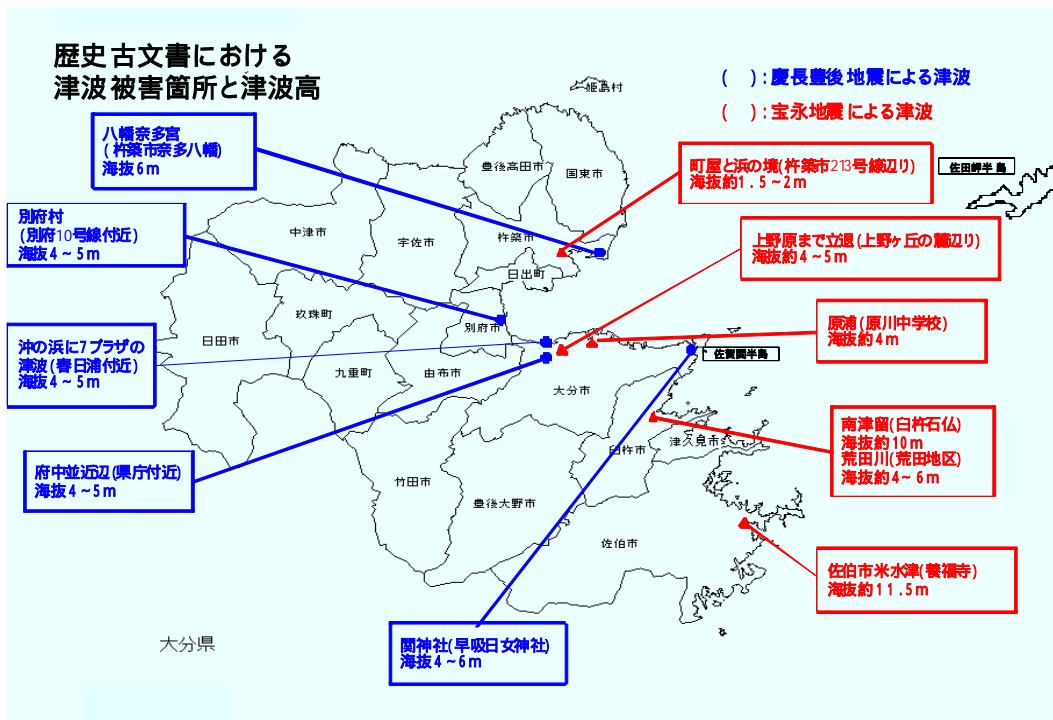 歴史古文書における
津波被害箇所と津波高
( ):慶長豊後地震による津波
( ):宝永地震による津波
八幡奈多宮
(杵築市奈多八幡)
海抜6m
別府村
(別府10号線付近)
海抜4~5m
沖の浜に7プラザの
津波(春日浦付近)
海抜4~5m
府中並近辺(県庁付近)
海抜4~5m
関神社(早吸日女神社)
海抜4~6m
町屋と浜の境(杵築市213号線辺り)
海抜約1.5~2m
上野原まで立退(上野ヶ丘の麓辺り)
海抜約4~5m
原浦(原川中学校)
海抜約4m
南津留(臼杵石仏)
海抜約10m
荒田川(荒田地区)
海抜約4~6m
佐伯市米水津(養福寺)
海抜約11.5m
佐田岬半島
佐賀関半島
姫島村
豊後高田市
国東市
中津市
宇佐市
杵築市
日出町
玖珠町
別府市
日田市
九重町
由布市
大分市
臼杵市
津久見市
竹田市
豊後大野市
佐伯市
大分県